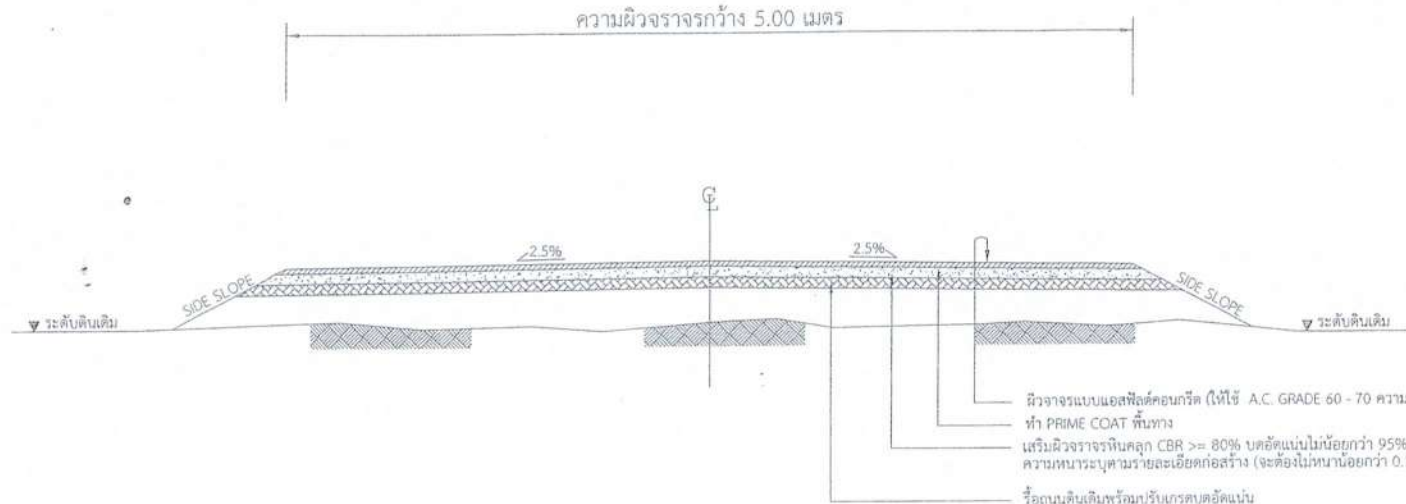 ความผิวจราจรกว้าง 5.00 เมตร
℄
2.5%
2.5%
SIDE SLOPE
SIDE SLOPE
ระดับดินเดิม
ระดับดินเดิม
ผิวจาจรแบบแอสฟัลต์คอนกรีต (ให้ใช้ A.C. GRADE 60 - 70 ความ
ทำ PRIME COAT พื้นทาง
เสริมผิวจราจรหินคลุก CBR >= 80% บดอัดแน่นไม่น้อยกว่า 95%
ความหนาระบุตามรายละเอียดก่อสร้าง (จะต้องไม่หนาน้อยกว่า 0.
รื้อถนนดินเดิมพร้อมปรับเกรดบดอัดแน่น